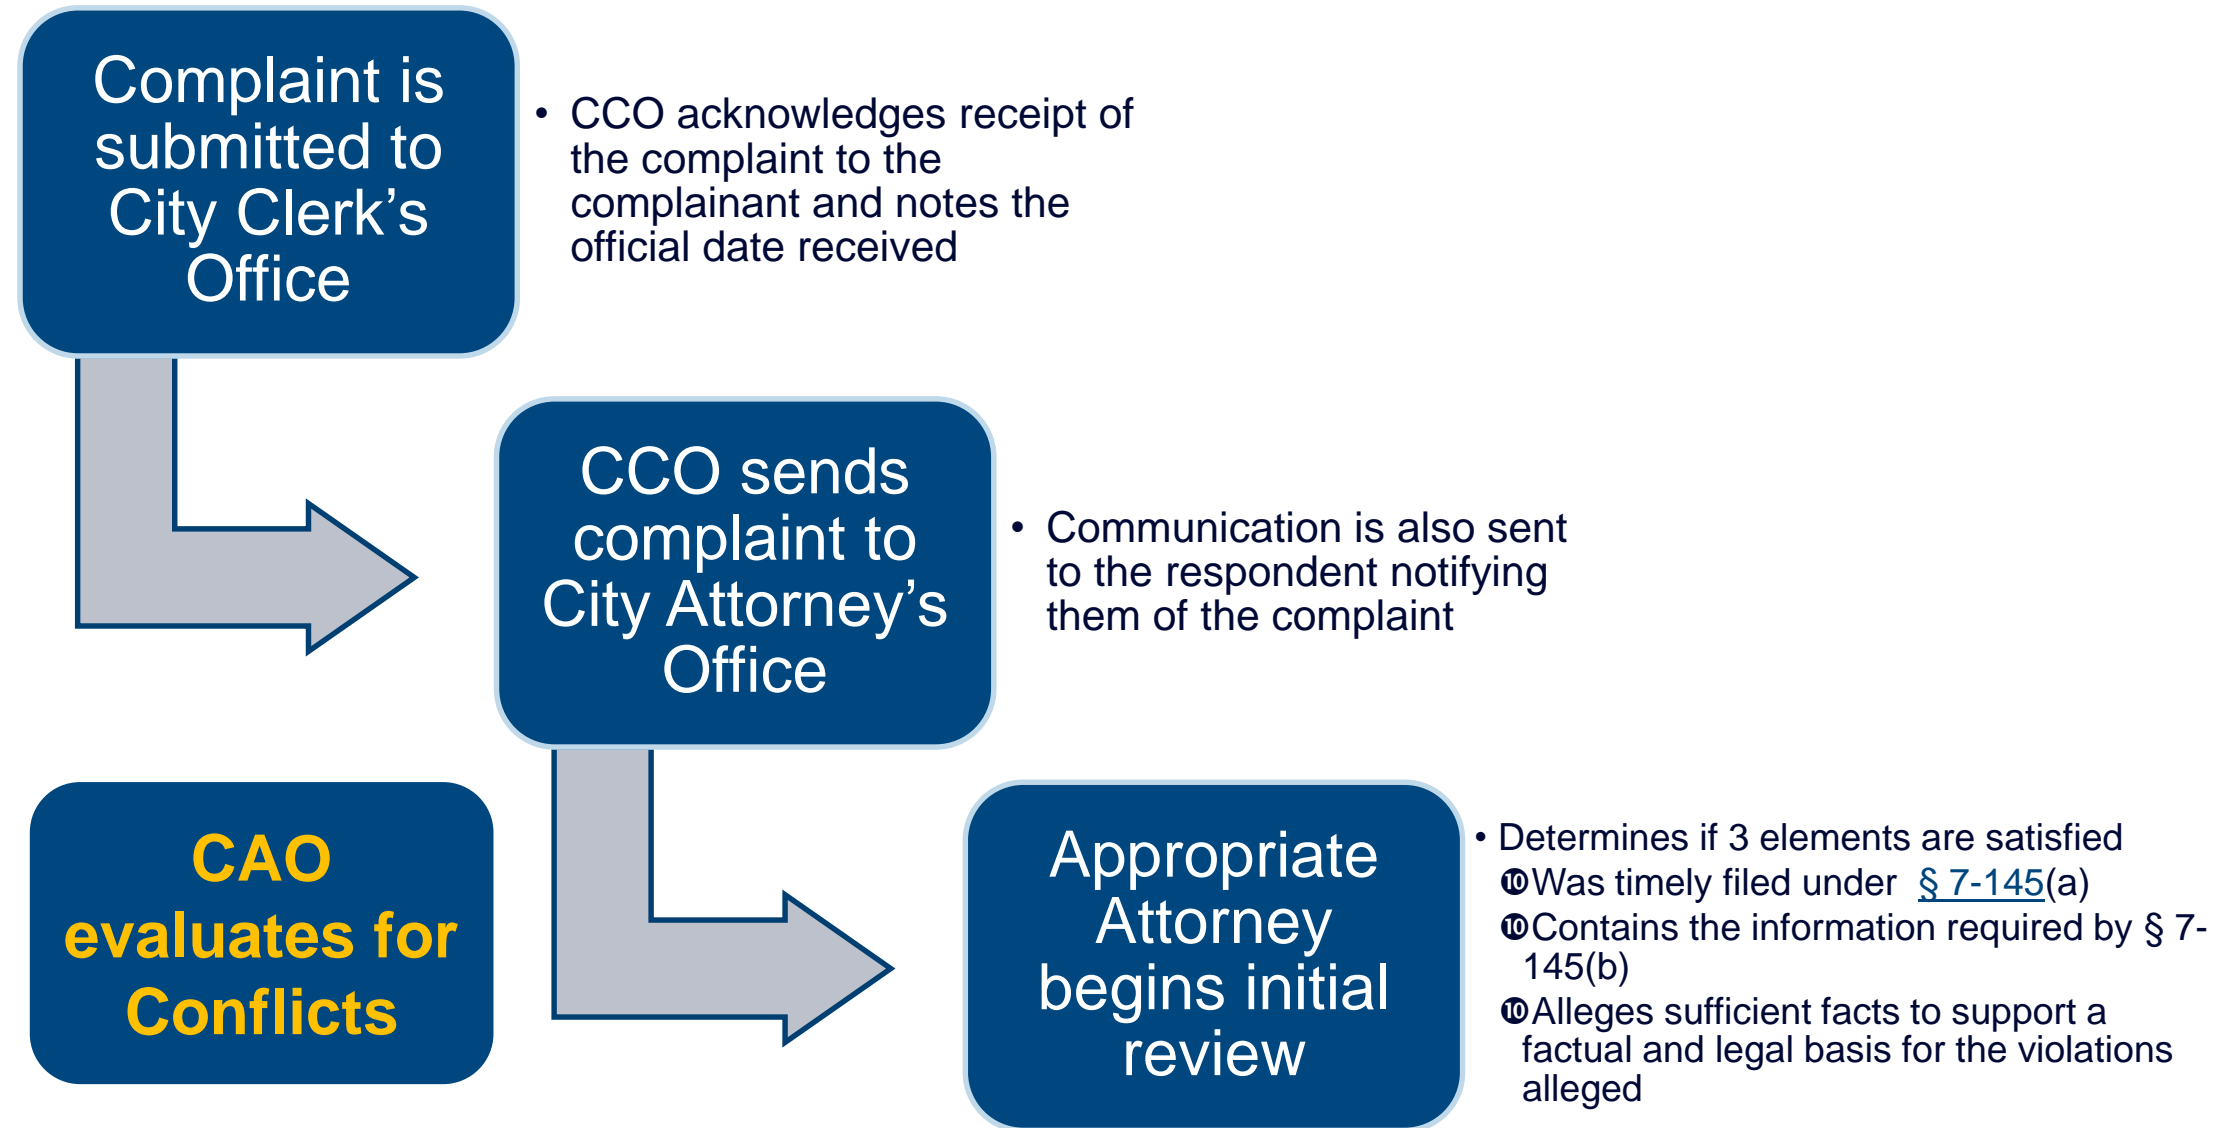 Complaint is
submitted to
City Clerk’s
Office
• CCO acknowledges receipt of
the complaint to the
complainant and notes the
official date received
CCO sends
complaint to
City Attorney’s
Office
• Communication is also sent
to the respondent notifying
them of the complaint
CAO
evaluates for
Conflicts
Appropriate
Attorney
begins initial
review
• Determines if 3 elements are satisfied
❿Was timely filed under § 7-145(a)
❿Contains the information required by § 7-
145(b)
❿Alleges sufficient facts to support a
factual and legal basis for the violations
alleged